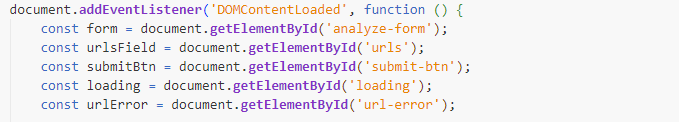 document.addEventListener('DOMContentLoaded', function () {
    const form = document.getElementById('analyze-form');
    const urlsField = document.getElementById('urls');
    const submitBtn = document.getElementById('submit-btn');
    const loading = document.getElementById('loading');
    const urlError = document.getElementById('url-error');